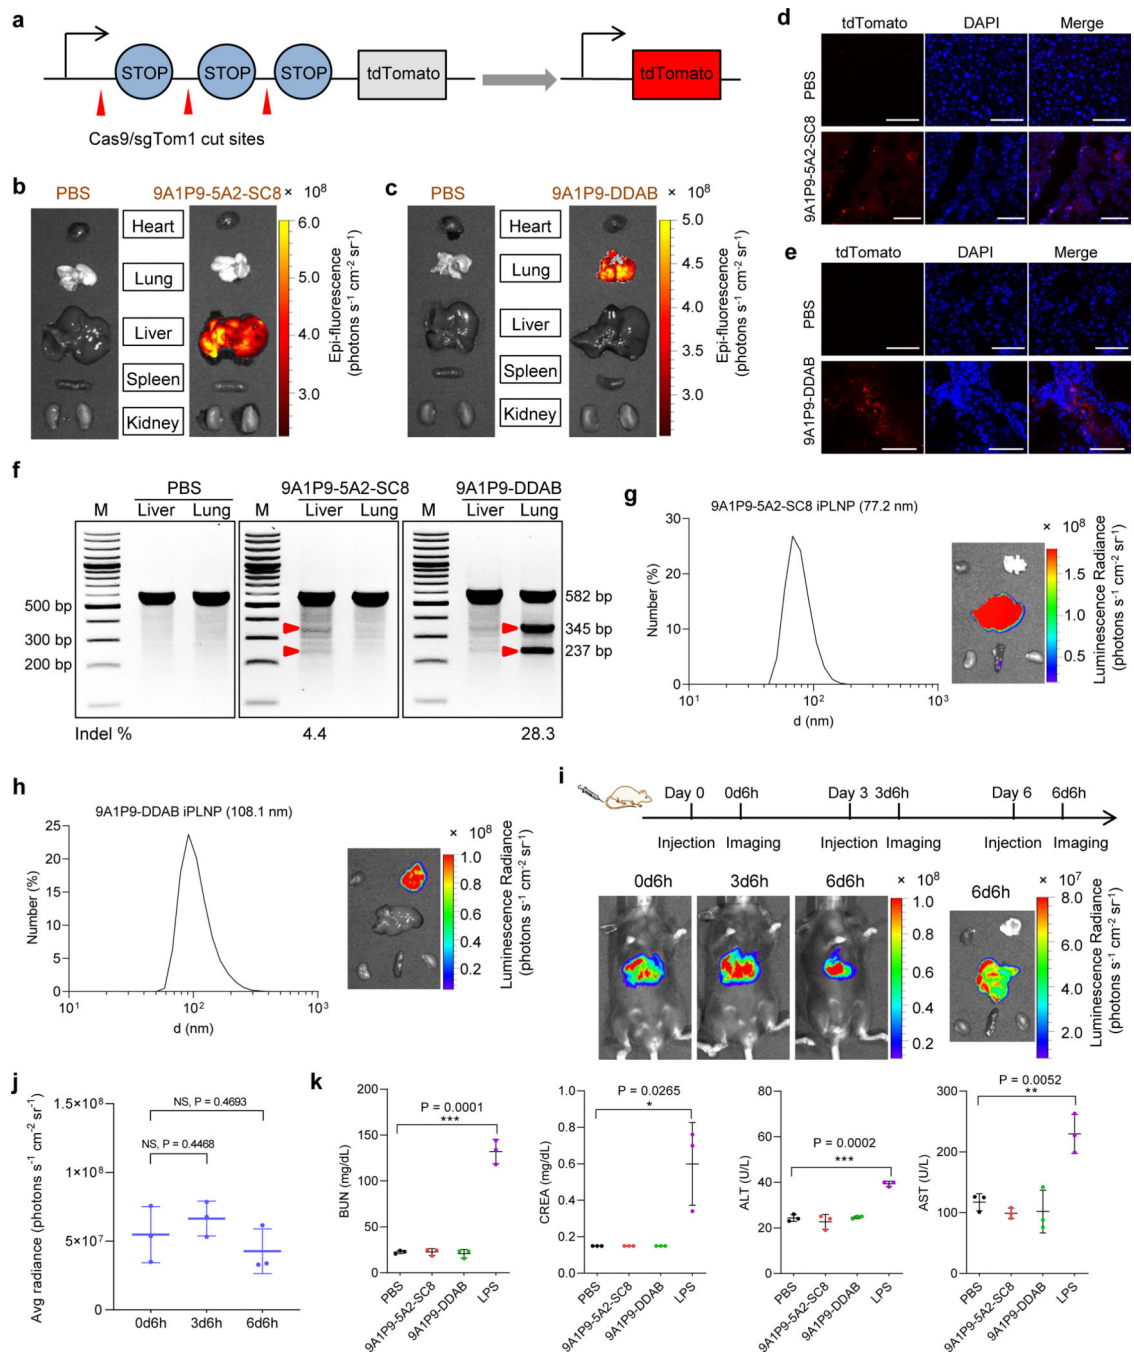 a
STOP
STOP
STOP
tdTomato
tdTomato
Cas9/sgTom1 cut sites
b
PBS
9A1P9-5A2-SC8
× 10⁸
Heart
Lung
Liver
Spleen
Kidney
6.0
5.0
4.0
3.0
Epi-fluorescence
(photons s⁻¹ cm⁻² sr⁻¹)
c
PBS
9A1P9-DDAB
× 10⁸
Heart
Lung
Liver
Spleen
Kidney
5.0
4.5
4.0
3.5
3.0
Epi-fluorescence
(photons s⁻¹ cm⁻² sr⁻¹)
d
tdTomato
DAPI
Merge
PBS
9A1P9-5A2-SC8
e
tdTomato
DAPI
Merge
PBS
9A1P9-DDAB
f
PBS
9A1P9-5A2-SC8
9A1P9-DDAB
M
Liver
Lung
M
Liver
Lung
M
Liver
Lung
500 bp
300 bp
200 bp
582 bp
345 bp
237 bp
Indel %
4.4
28.3
g
9A1P9-5A2-SC8 iPLNP (77.2 nm)
Number (%)
30
20
10
0
10¹
10²
10³
d (nm)
× 10⁸
1.5
1.0
0.5
Luminescence Radiance
(photons s⁻¹ cm⁻² sr⁻¹)
h
9A1P9-DDAB iPLNP (108.1 nm)
Number (%)
25
20
15
10
5
0
10¹
10²
10³
d (nm)
× 10⁸
1.0
0.8
0.6
0.4
0.2
Luminescence Radiance
(photons s⁻¹ cm⁻² sr⁻¹)
i
Day 0
0d6h
Day 3
3d6h
Day 6
6d6h
Injection
Imaging
Injection
Imaging
Injection
Imaging
0d6h
3d6h
6d6h
× 10⁸
1.0
0.8
0.6
0.4
0.2
6d6h
× 10⁷
8.0
6.0
4.0
2.0
Luminescence Radiance
(photons s⁻¹ cm⁻² sr⁻¹)
j
Avg radiance (photons s⁻¹ cm⁻² sr⁻¹)
1.5×10⁸
1×10⁸
5×10⁷
0
NS, P = 0.4693
NS, P = 0.4468
0d6h
3d6h
6d6h
k
BUN (mg/dL)
200
150
100
50
0
P = 0.0001
***
PBS
9A1P9-5A2-SC8
9A1P9-DDAB
LPS
CREA (mg/dL)
1.0
0.8
0.6
0.4
0.2
0.0
P = 0.0265
*
PBS
9A1P9-5A2-SC8
9A1P9-DDAB
LPS
ALT (U/L)
80
60
40
20
0
P = 0.0002
***
PBS
9A1P9-5A2-SC8
9A1P9-DDAB
LPS
AST (U/L)
300
200
100
0
P = 0.0052
**
PBS
9A1P9-5A2-SC8
9A1P9-DDAB
LPS